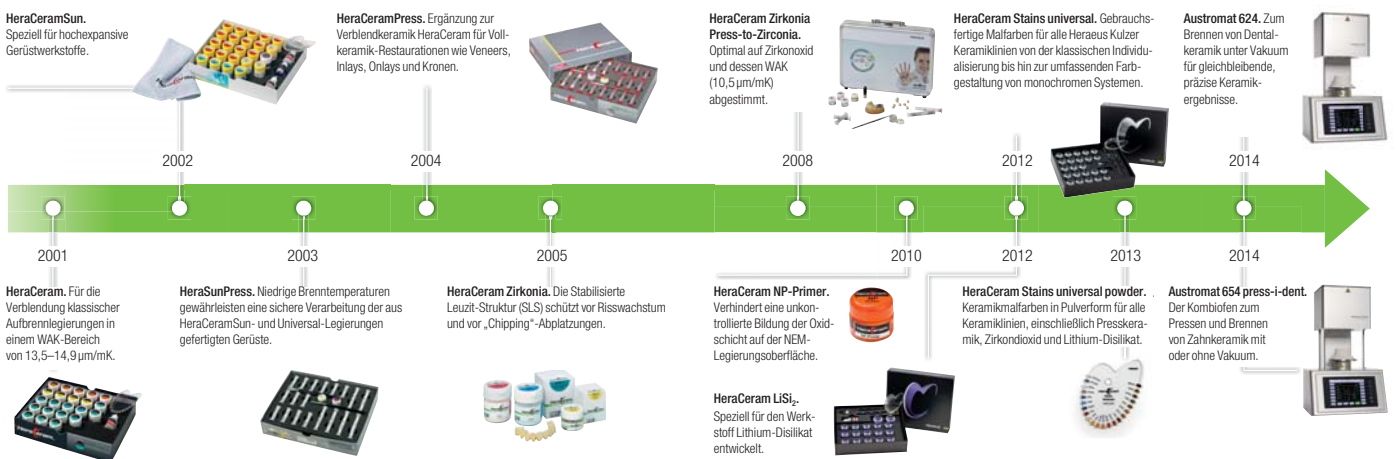 HeraCeramSun.
Speziell für hochexpansive
Gerüstwerkstoffe.
HeraCeramPress. Ergänzung zur
Verblendkeramik HeraCeram für Voll-
keramik-Restaurationen wie Veneers,
Inlays, Onlays und Kronen.
HeraCeram Zirkonia
Press-to-Zirconia.
Optimal auf Zirkonoxid
und dessen WAK
(10,5 µm/mK)
abgestimmt.
HeraCeram Stains universal. Gebrauchs-
fertige Malfarben für alle Heraeus Kulzer
Keramiklinien von der klassischen Individu-
alisierung bis hin zur umfassenden Farb-
gestaltung von monochromen Systemen.
Austromat 624. Zum
Brennen von Dental-
keramik unter Vakuum
für gleichbleibende,
präzise Keramik-
ergebnisse.
2002
2004
2008
2012
2014
2001
2003
2005
2010
2012
2013
2014
HeraCeram. Für die
Verblendung klassischer
Aufbrennlegierungen in
einem WAK-Bereich
von 13,5–14,9 µm/mK.
HeraSunPress. Niedrige Brenntemperaturen
gewährleisten eine sichere Verarbeitung der aus
HeraCeramSun- und Universal-Legierungen
gefertigten Gerüste.
HeraCeram Zirkonia. Die Stabilisierte
Leuzit-Struktur (SLS) schützt vor Risswachstum
und vor „Chipping“-Abplatzungen.
HeraCeram NP-Primer.
Verhindert eine unkon-
trollierte Bildung der Oxid-
schicht auf der NEM-
Legierungsoberfläche.
HeraCeram LiSi₂.
Speziell für den Werk-
stoff Lithium-Disilikat
entwickelt.
HeraCeram Stains universal powder.
Keramikmalfarben in Pulverform für alle
Keramiklinien, einschließlich Presskera-
mik, Zirkondioxid und Lithium-Disilikat.
Austromat 654 press-i-dent.
Der Kombiofen zum
Pressen und Brennen
von Zahnkeramik mit
oder ohne Vakuum.